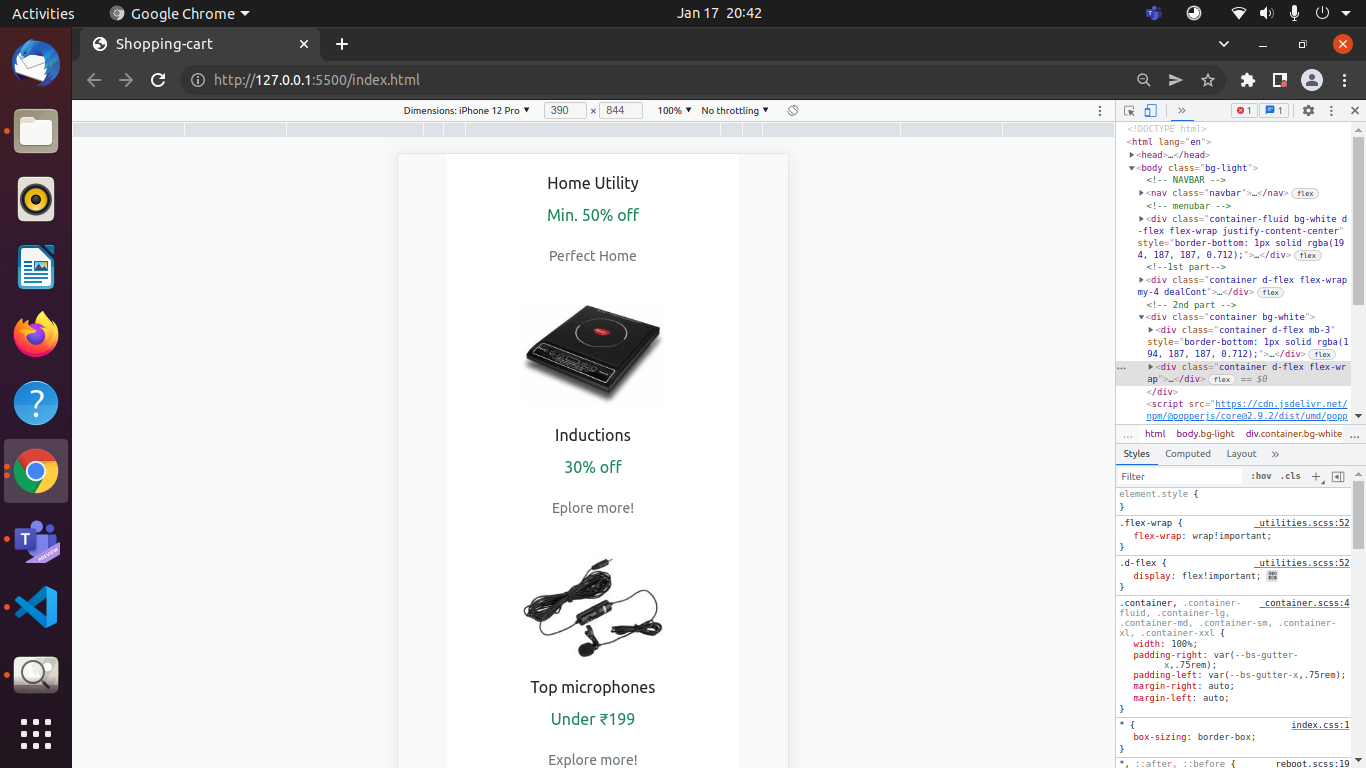 Activities
Google Chrome
Jan 17 20:42
Shopping-cart
http://127.0.0.1:5500/index.html
Dimensions: iPhone 12 Pro
390
×
844
100%
No throttling
»
1
1
Home Utility
Min. 50% off
Perfect Home
Inductions
30% off
Eplore more!
Top microphones
Under ₹199
Explore more!
<!DOCTYPE html>
<html lang="en">
<head>…</head>
<body class="bg-light">
<!-- NAVBAR -->
<nav class="navbar">…</nav> flex
<!-- menubar -->
<div class="container-fluid bg-white d
-flex flex-wrap justify-content-center"
style="border-bottom: 1px solid rgba(19
4, 187, 187, 0.712);">…</div> flex
<!--1st part-->
<div class="container d-flex flex-wrap
my-4 dealCont">…</div> flex
<!-- 2nd part -->
<div class="container bg-white">
<div class="container d-flex mb-3"
style="border-bottom: 1px solid rgba(1
94, 187, 187, 0.712);">…</div> flex
… <div class="container d-flex flex-wr
ap">…</div> flex == $0
</div>
<script src="https://cdn.jsdelivr.net/
npm/@popperjs/core@2.9.2/dist/umd/popp
… html body.bg-light div.container.bg-white …
Styles Computed Layout »
Filter :hov .cls +
element.style {
}
.flex-wrap { _utilities.scss:52
flex-wrap: wrap!important;
}
.d-flex { _utilities.scss:52
display: flex!important;
}
.container, .container- _container.scss:4
fluid, .container-lg,
.container-md, .container-sm, .container-
xl, .container-xxl {
width: 100%;
padding-right: var(--bs-gutter-
x,.75rem);
padding-left: var(--bs-gutter-x,.75rem);
margin-right: auto;
margin-left: auto;
}
* { index.css:1
box-sizing: border-box;
}
*, ::after, ::before { reboot.scss:19
T
PREVIEW
?